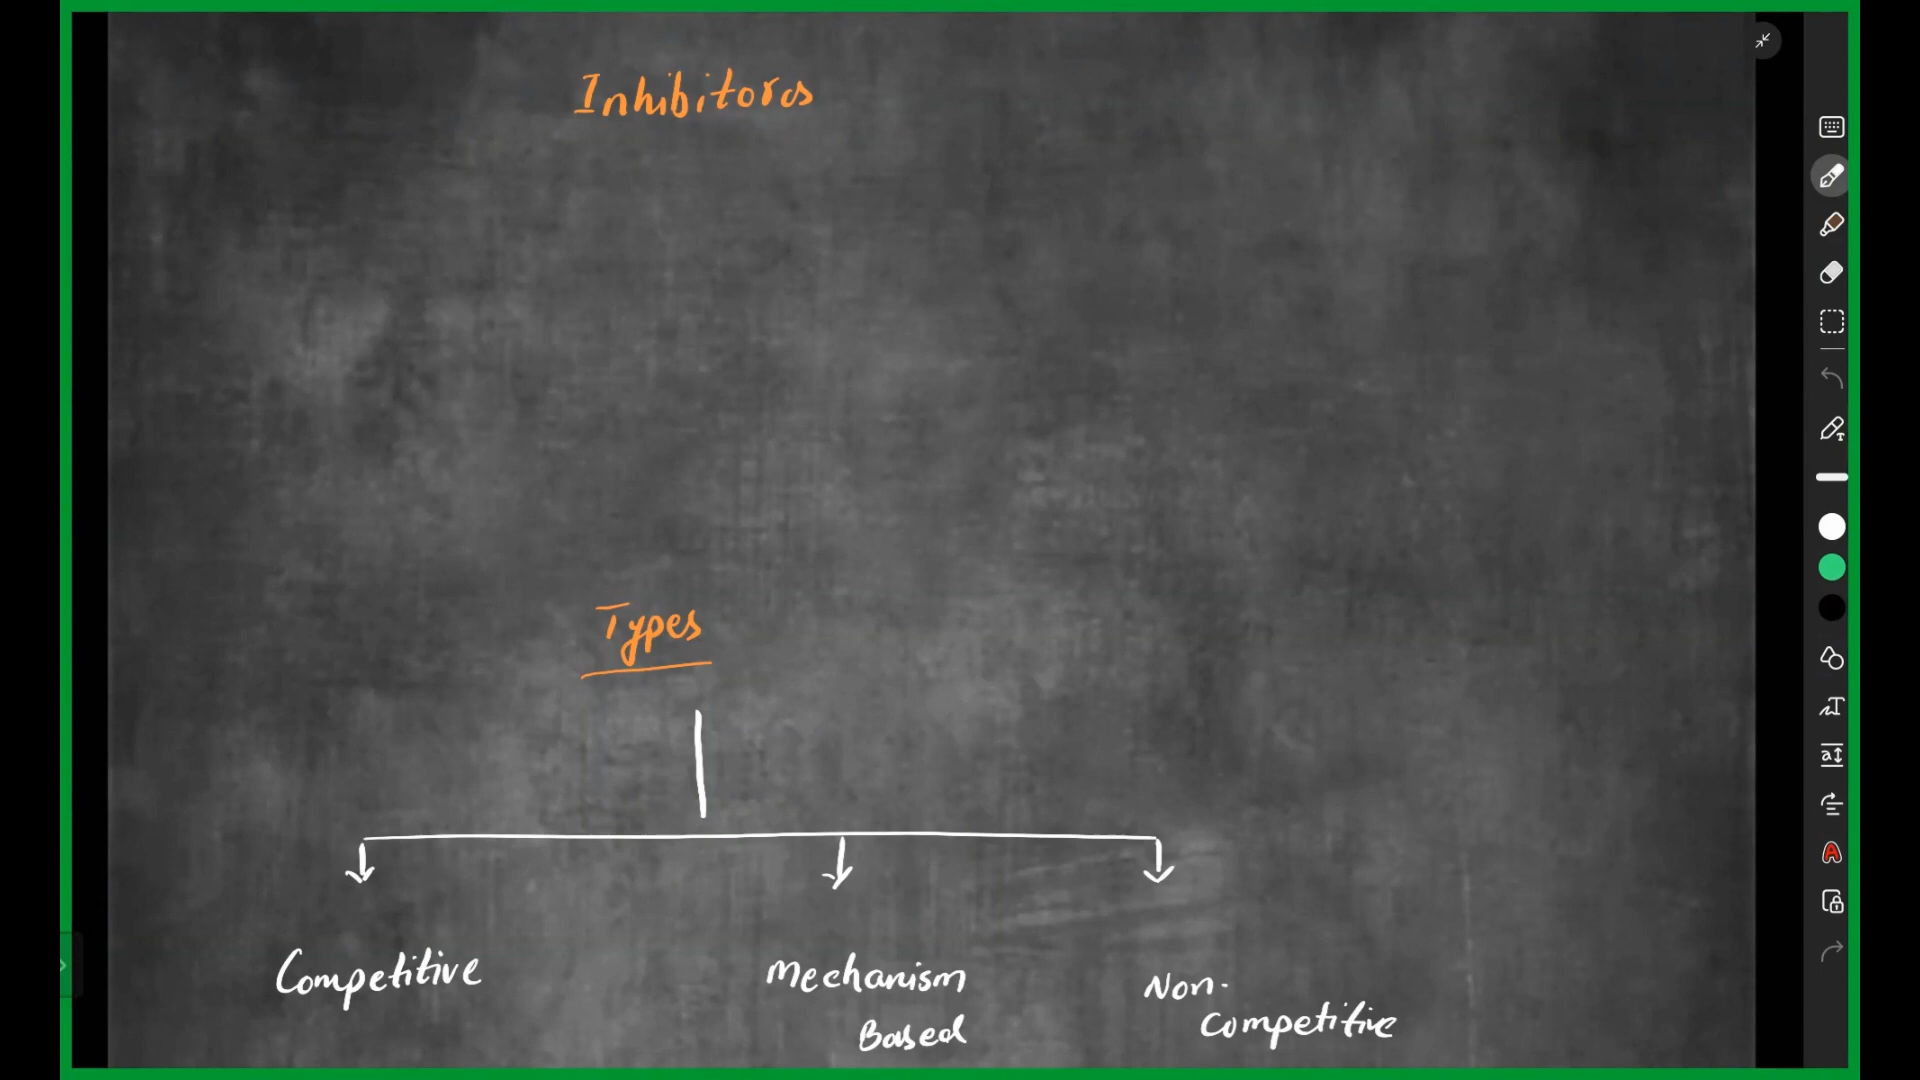 Inhibitors
Types
Competitive
Mechanism
Based
Non-
Competitive